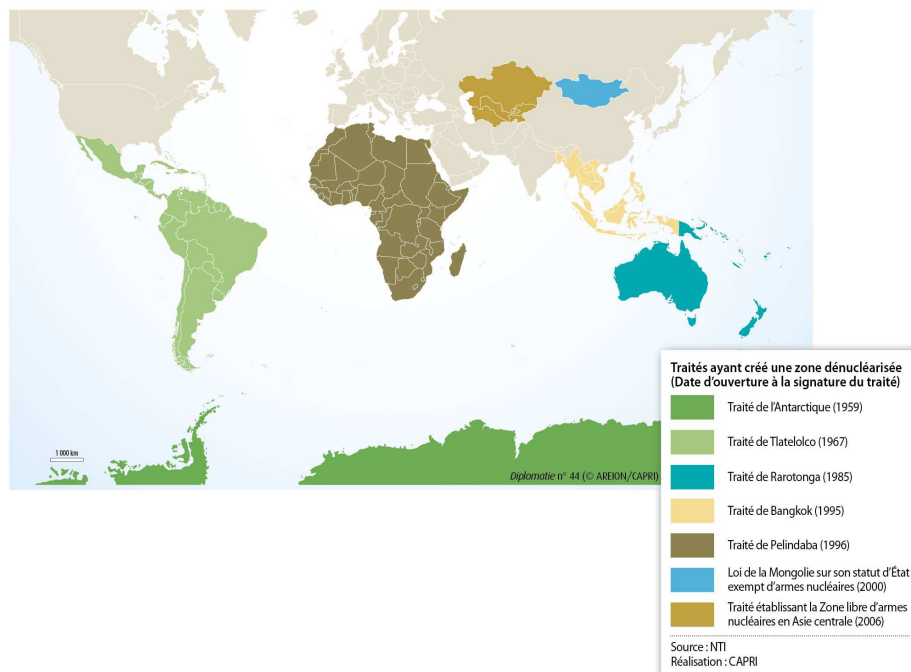 1 000 km
Diplomatie n° 44 (© AREION/CAPRI)
Traités ayant créé une zone dénucléarisée
(Date d'ouverture à la signature du traité)
Traité de l'Antarctique (1959)
Traité de Tlatelolco (1967)
Traité de Rarotonga (1985)
Traité de Bangkok (1995)
Traité de Pelindaba (1996)
Loi de la Mongolie sur son statut d'État
exempt d'armes nucléaires (2000)
Traité établissant la Zone libre d'armes
nucléaires en Asie centrale (2006)
Source : NTI
Réalisation : CAPRI